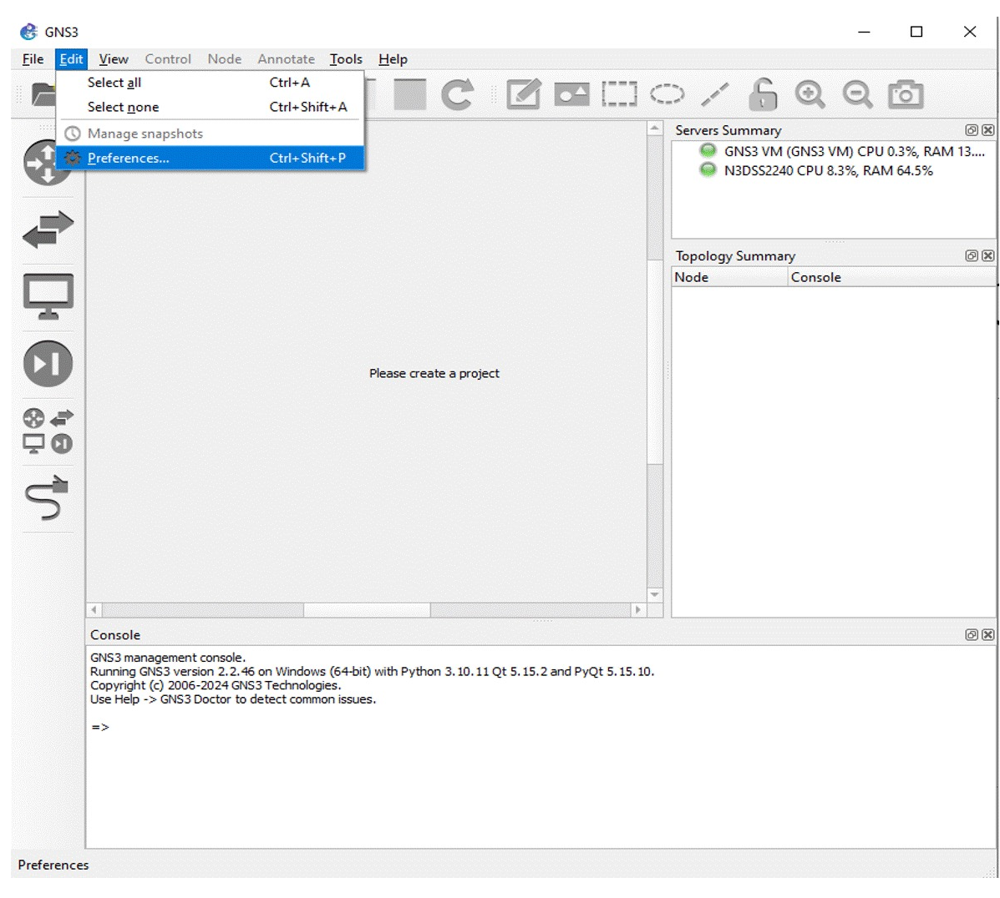 GNS3
File Edit View Control Node Annotate Tools Help
Select all Ctrl+A
Select none Ctrl+Shift+A
Manage snapshots
Preferences... Ctrl+Shift+P
Servers Summary
GNS3 VM (GNS3 VM) CPU 0.3%, RAM 13....
N3DSS2240 CPU 8.3%, RAM 64.5%
Topology Summary
Node Console
Please create a project
Console
GNS3 management console.
Running GNS3 version 2.2.46 on Windows (64-bit) with Python 3.10.11 Qt 5.15.2 and PyQt 5.15.10.
Copyright (c) 2006-2024 GNS3 Technologies.
Use Help -> GNS3 Doctor to detect common issues.
=>
Preferences